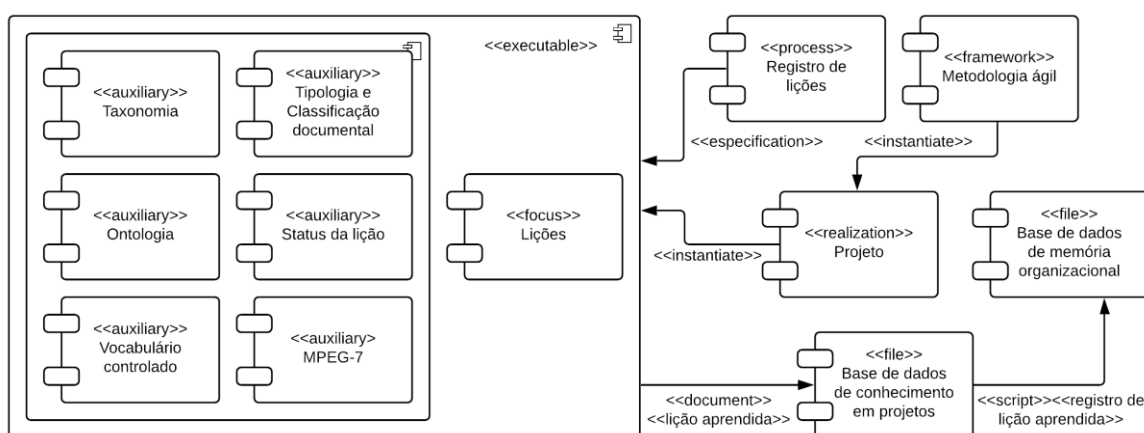 <<executable>>
<<auxiliary>>
Taxonomia
<<auxiliary>>
Tipologia e
Classificação
documental
<<auxiliary>>
Ontologia
<<auxiliary>>
Status da lição
<<auxiliary>>
Vocabulário
controlado
<<auxiliary>
MPEG-7
<<focus>>
Lições
<<process>>
Registro de
lições
<<framework>>
Metodologia ágil
<<especification>>
<<instantiate>>
<<realization>>
Projeto
<<instantiate>>
<<file>>
Base de dados
de memória
organizacional
<<file>>
Base de dados
de conhecimento
em projetos
<<document>>
<<lição aprendida>>
<<script>><<registro de
lição aprendida>>